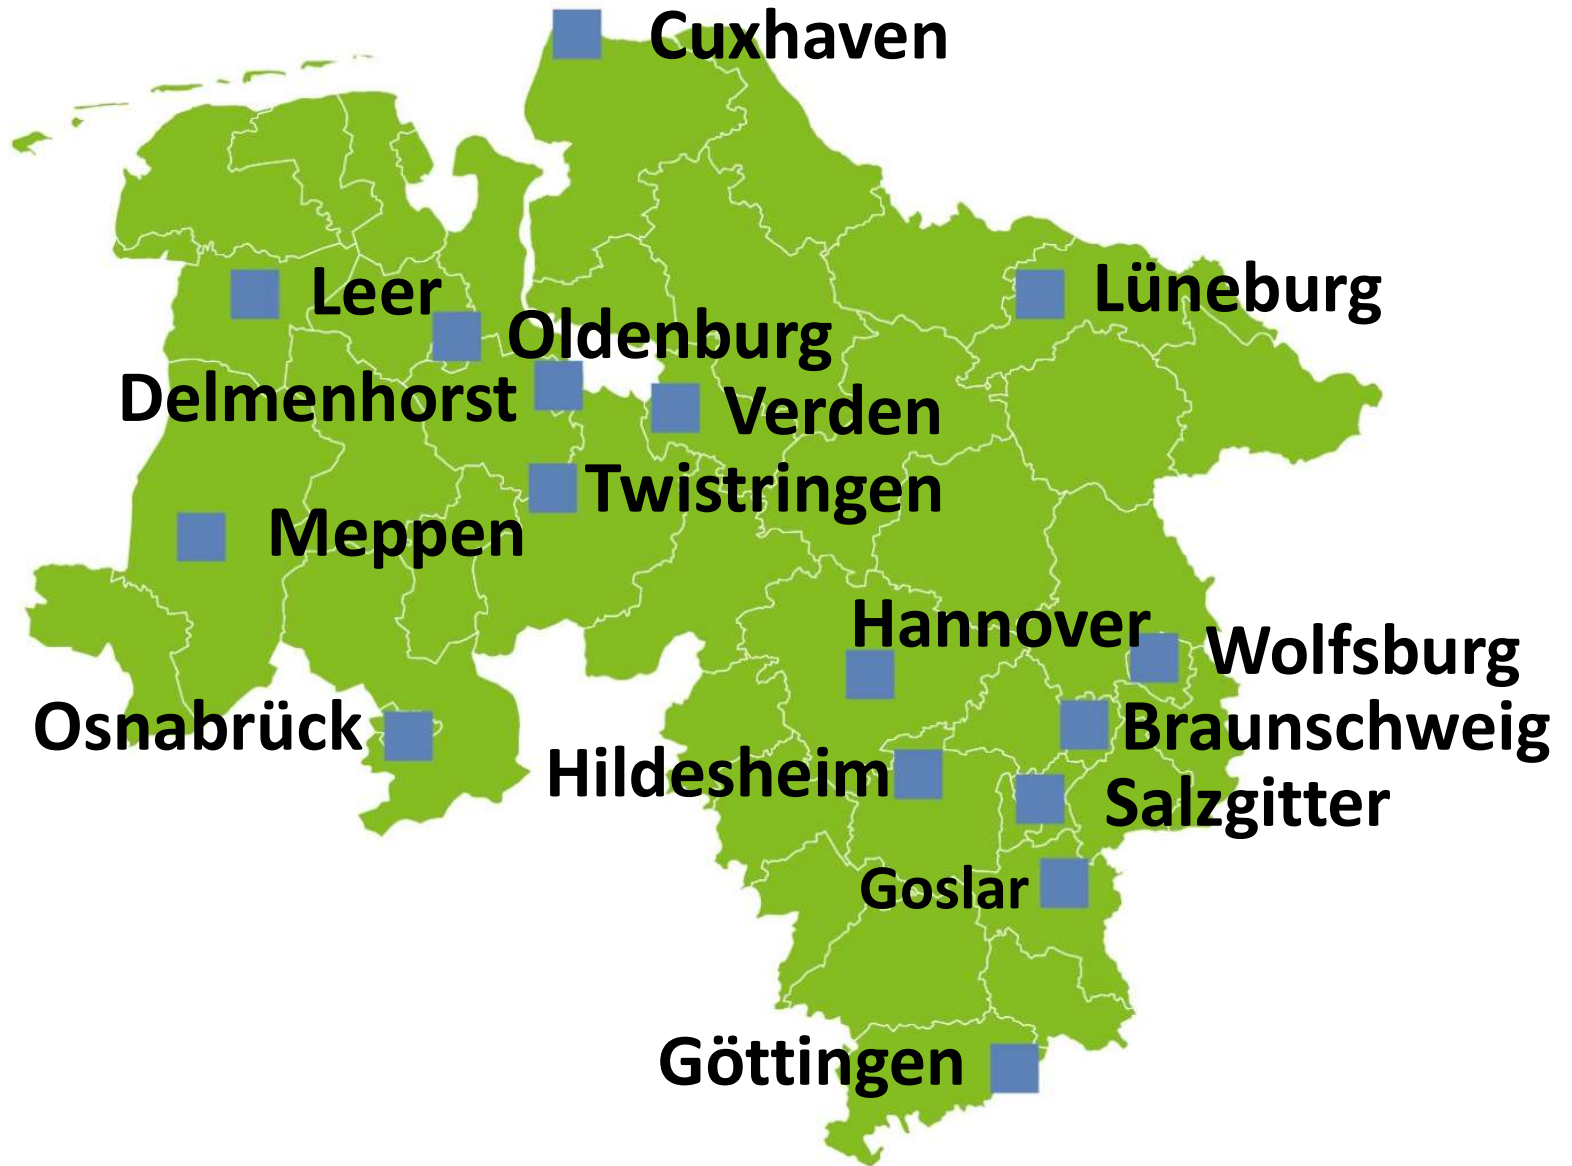 Cuxhaven
Leer
Lüneburg
Oldenburg
Delmenhorst
Verden
Twistringen
Meppen
Hannover
Wolfsburg
Osnabrück
Braunschweig
Hildesheim
Salzgitter
Goslar
Göttingen